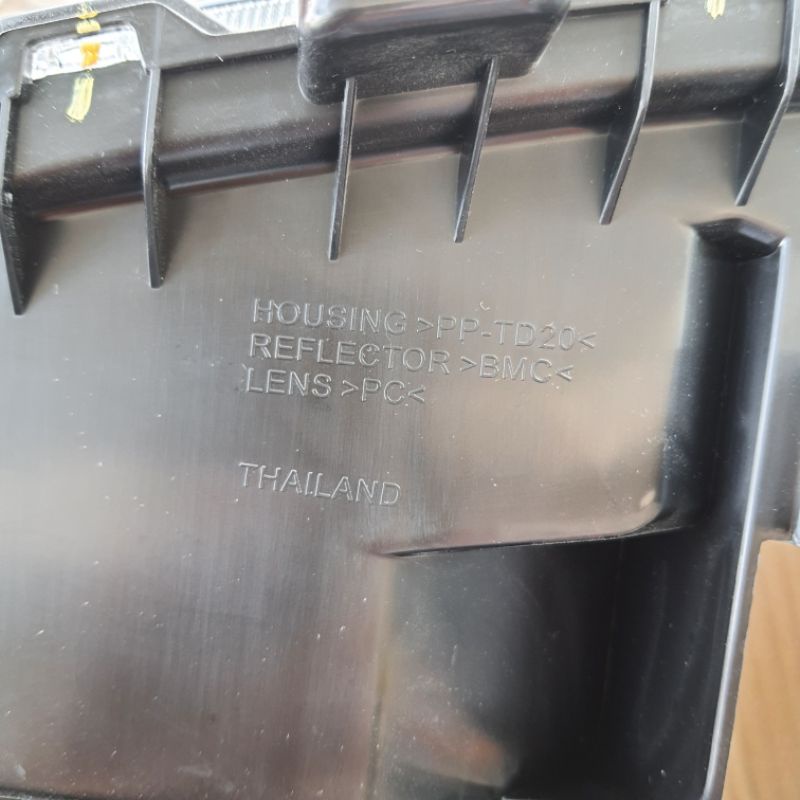 HOUSING >PP-TD20<
REFLECTOR >BMC<
LENS >PC<
THAILAND